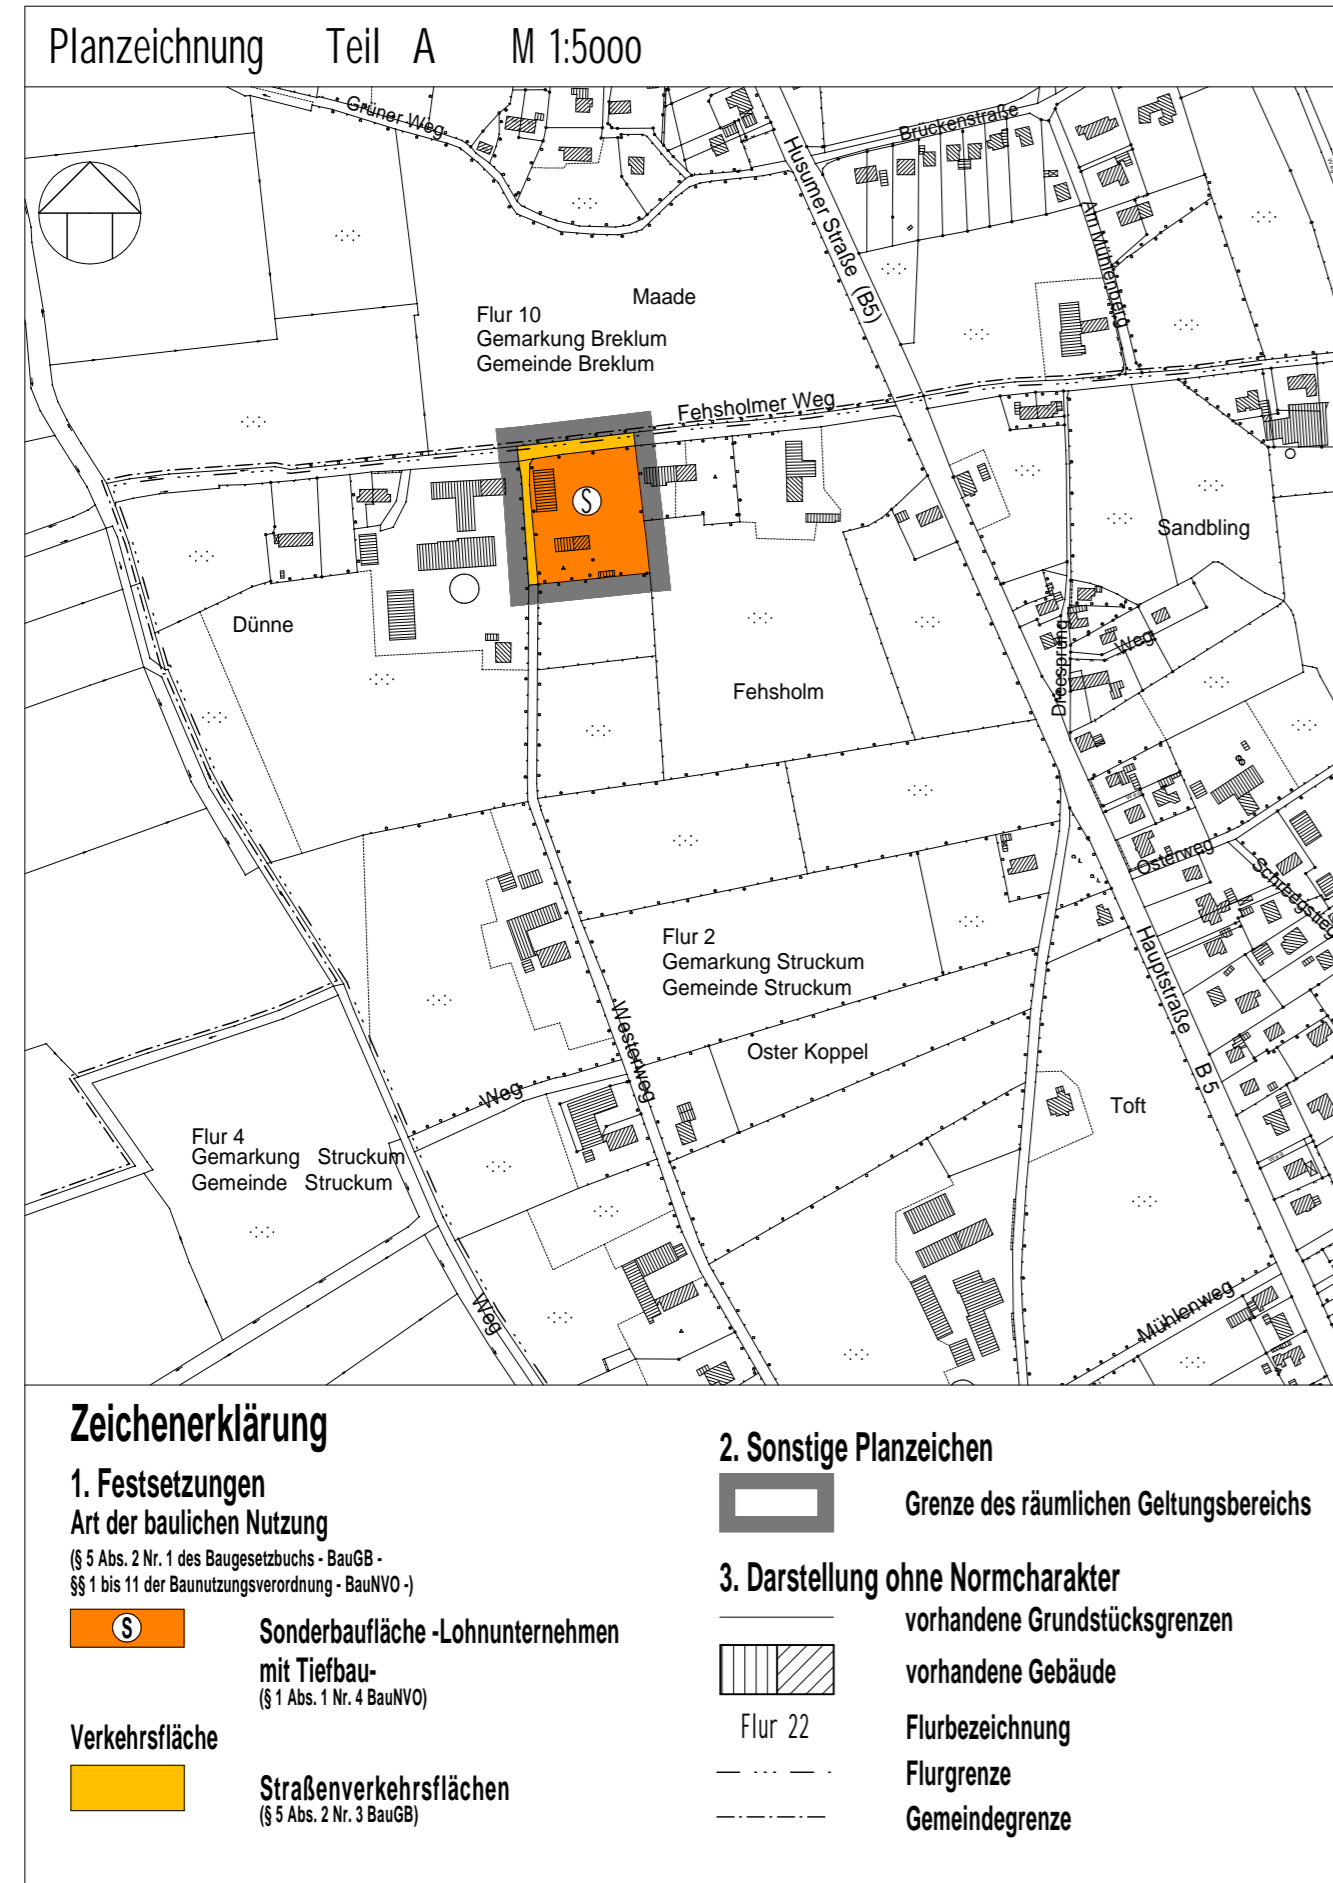 Planzeichnung Teil A M 1:5000
Grüner Weg
Brückenstraße
Husumer Straße (B5)
Am Mühlenberg
Maade
Flur 10
Gemarkung Breklum
Gemeinde Breklum
Fehsholmer Weg
S
Sandbling
Dünne
Dreesprung
Weg
Fehsholm
Osterweg
Schreegstieg
Flur 2
Gemarkung Struckum
Gemeinde Struckum
Hauptstraße B 5
Westerweg
Oster Koppel
Weg
Toft
Flur 4
Gemarkung Struckum
Gemeinde Struckum
Weg
Mühlenweg
Zeichenerklärung
1. Festsetzungen
Art der baulichen Nutzung
(§ 5 Abs. 2 Nr. 1 des Baugesetzbuchs - BauGB -
§§ 1 bis 11 der Baunutzungsverordnung - BauNVO -)
S
Sonderbaufläche -Lohnunternehmen
mit Tiefbau-
(§ 1 Abs. 1 Nr. 4 BauNVO)
Verkehrsfläche
Straßenverkehrsflächen
(§ 5 Abs. 2 Nr. 3 BauGB)
2. Sonstige Planzeichen
Grenze des räumlichen Geltungsbereichs
3. Darstellung ohne Normcharakter
vorhandene Grundstücksgrenzen
vorhandene Gebäude
Flur 22 Flurbezeichnung
Flurgrenze
Gemeindegrenze